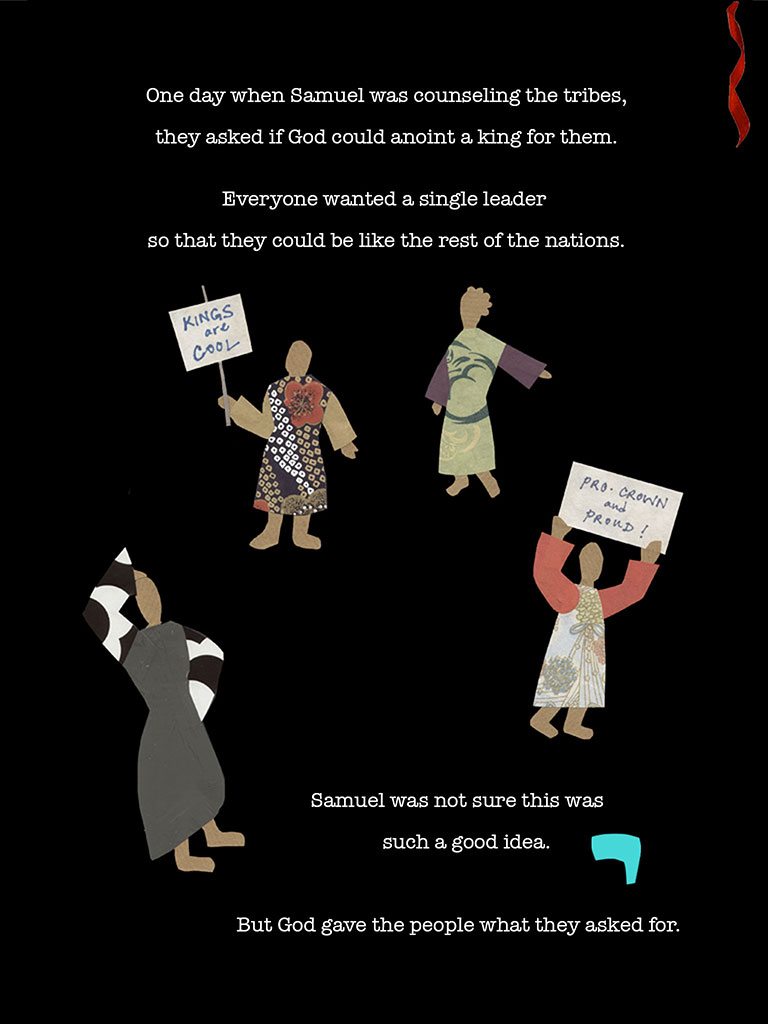 One day when Samuel was counseling the tribes,
they asked if God could anoint a king for them.
Everyone wanted a single leader
so that they could be like the rest of the nations.
KINGS
are
COOL
PRO-CROWN
and
PROUD!
Samuel was not sure this was
such a good idea.
י
But God gave the people what they asked for.